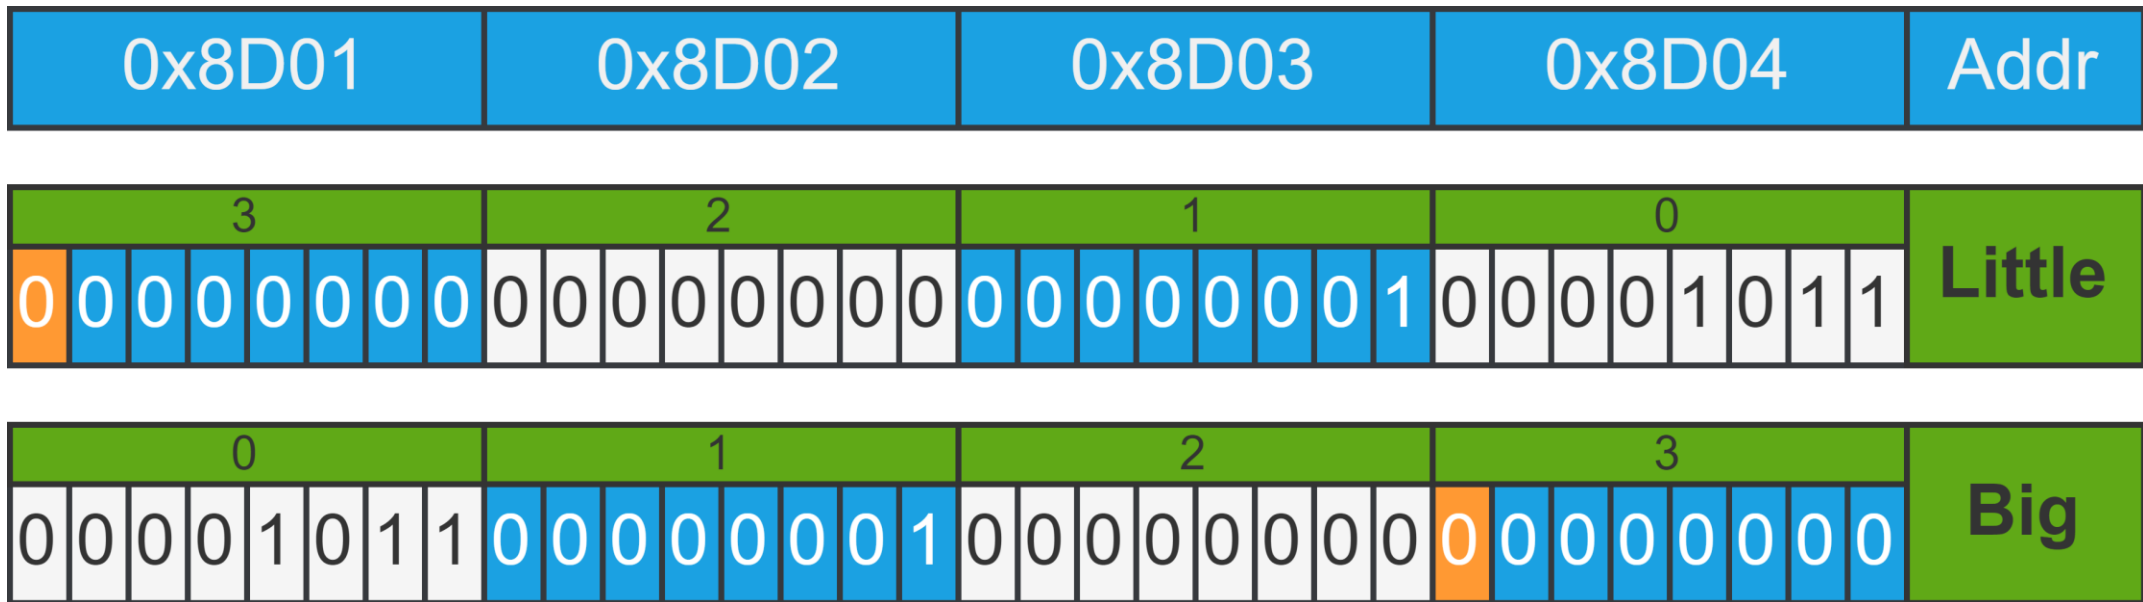 0x8D01 0x8D02 0x8D03 0x8D04 Addr
3 2 1 0
0 0 0 0 0 0 0 0 0 0 0 0 0 0 0 0 0 0 0 0 0 0 0 1 0 0 0 0 1 0 1 1 Little
0 1 2 3
0 0 0 0 1 0 1 1 0 0 0 0 0 0 0 1 0 0 0 0 0 0 0 0 0 0 0 0 0 0 0 0 Big